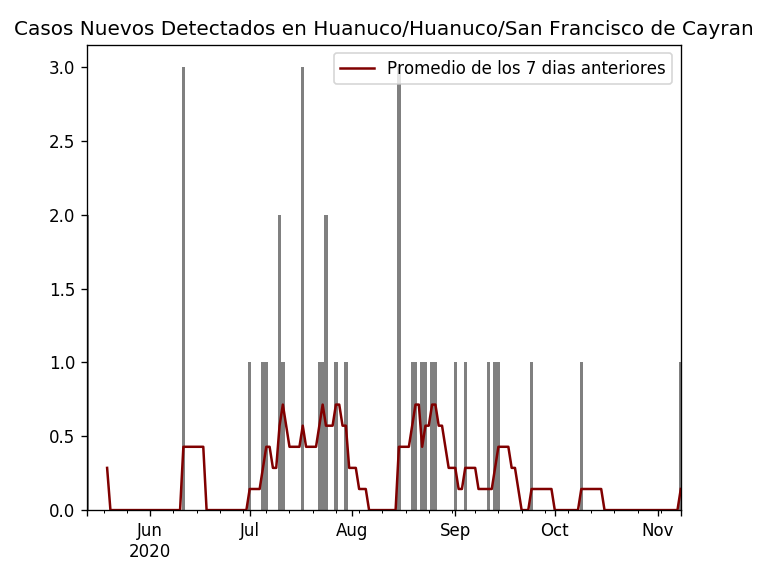 Casos Nuevos Detectados en Huanuco/Huanuco/San Francisco de Cayran
Promedio de los 7 dias anteriores
3.0
2.5
2.0
1.5
1.0
0.5
0.0
Jun Jul Aug Sep Oct Nov
2020